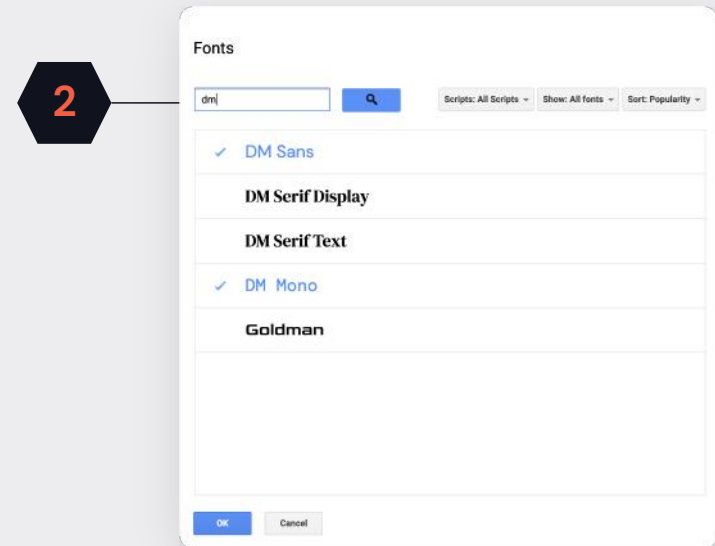 Fonts
2
dm
Scripts: All Scripts
Show: All fonts
Sort: Popularity
DM Sans
DM Serif Display
DM Serif Text
DM Mono
Goldman
OK
Cancel